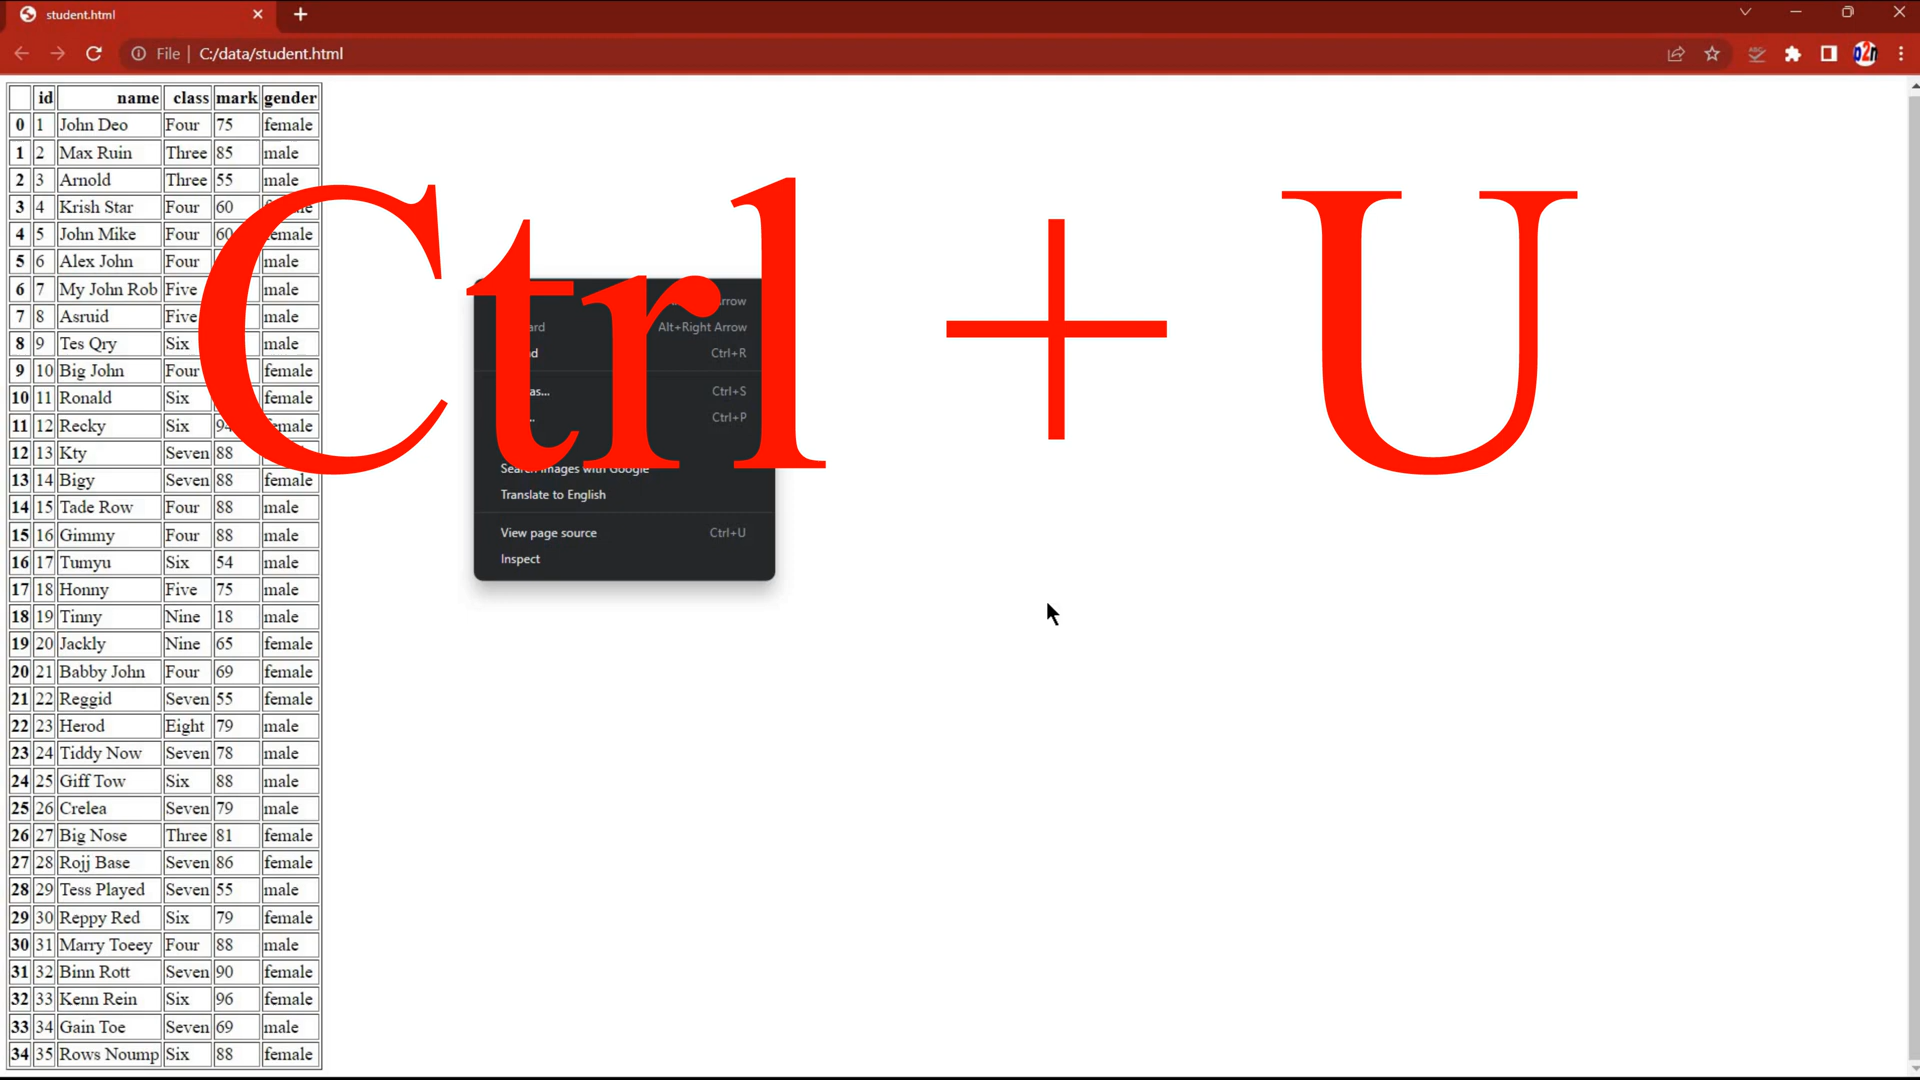 student.html
File C:/data/student.html
id name class mark gender
0 1 John Deo Four 75 female
1 2 Max Ruin Three 85 male
2 3 Arnold Three 55 male
3 4 Krish Star Four 60
4 5 John Mike Four 60 female
5 6 Alex John Four male
6 7 My John Rob Five male
7 8 Asruid Five male
8 9 Tes Qry Six male
9 10 Big John Four female
10 11 Ronald Six female
11 12 Recky Six 94 female
12 13 Kty Seven 88
13 14 Bigy Seven 88 female
14 15 Tade Row Four 88 male
15 16 Gimmy Four 88 male
16 17 Tumyu Six 54 male
17 18 Honny Five 75 male
18 19 Tinny Nine 18 male
19 20 Jackly Nine 65 female
20 21 Babby John Four 69 female
21 22 Reggid Seven 55 female
22 23 Herod Eight 79 male
23 24 Tiddy Now Seven 78 male
24 25 Giff Tow Six 88 male
25 26 Crelea Seven 79 male
26 27 Big Nose Three 81 female
27 28 Rojj Base Seven 86 female
28 29 Tess Played Seven 55 male
29 30 Reppy Red Six 79 female
30 31 Marry Toeey Four 88 male
31 32 Binn Rott Seven 90 female
32 33 Kenn Rein Six 96 female
33 34 Gain Toe Seven 69 male
34 35 Rows Noump Six 88 female
Ctrl + U
Arrow
Alt+Right Arrow
Ctrl+R
as... Ctrl+S
Ctrl+P
Search images with Google
Translate to English
View page source Ctrl+U
Inspect